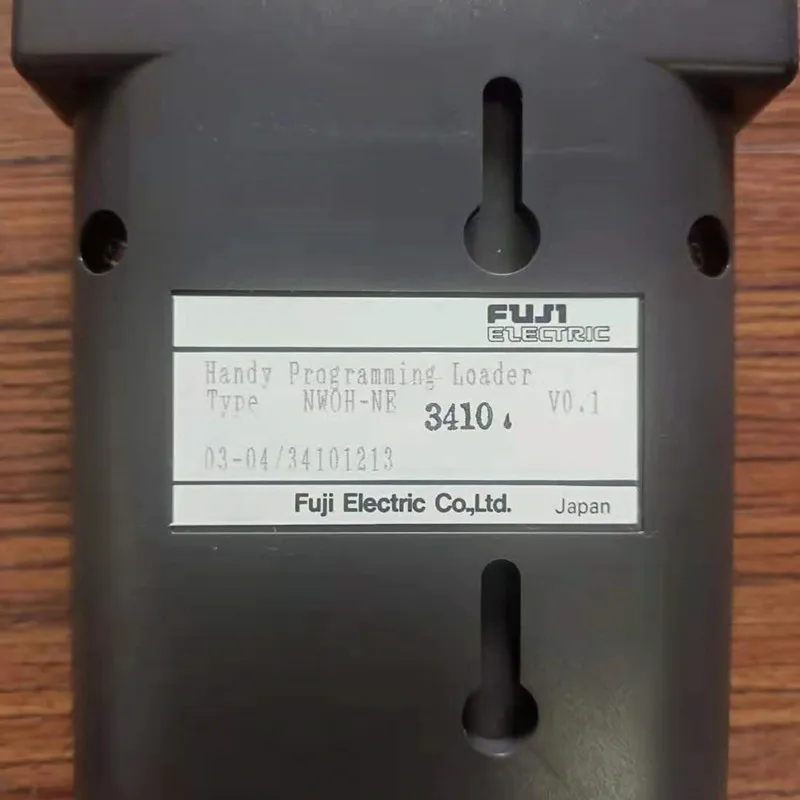 FUJI
ELECTRIC
Handy Programming Loader
Type NW0H-NE 3410 V0.1
03-04/34101213
Fuji Electric Co.,Ltd. Japan